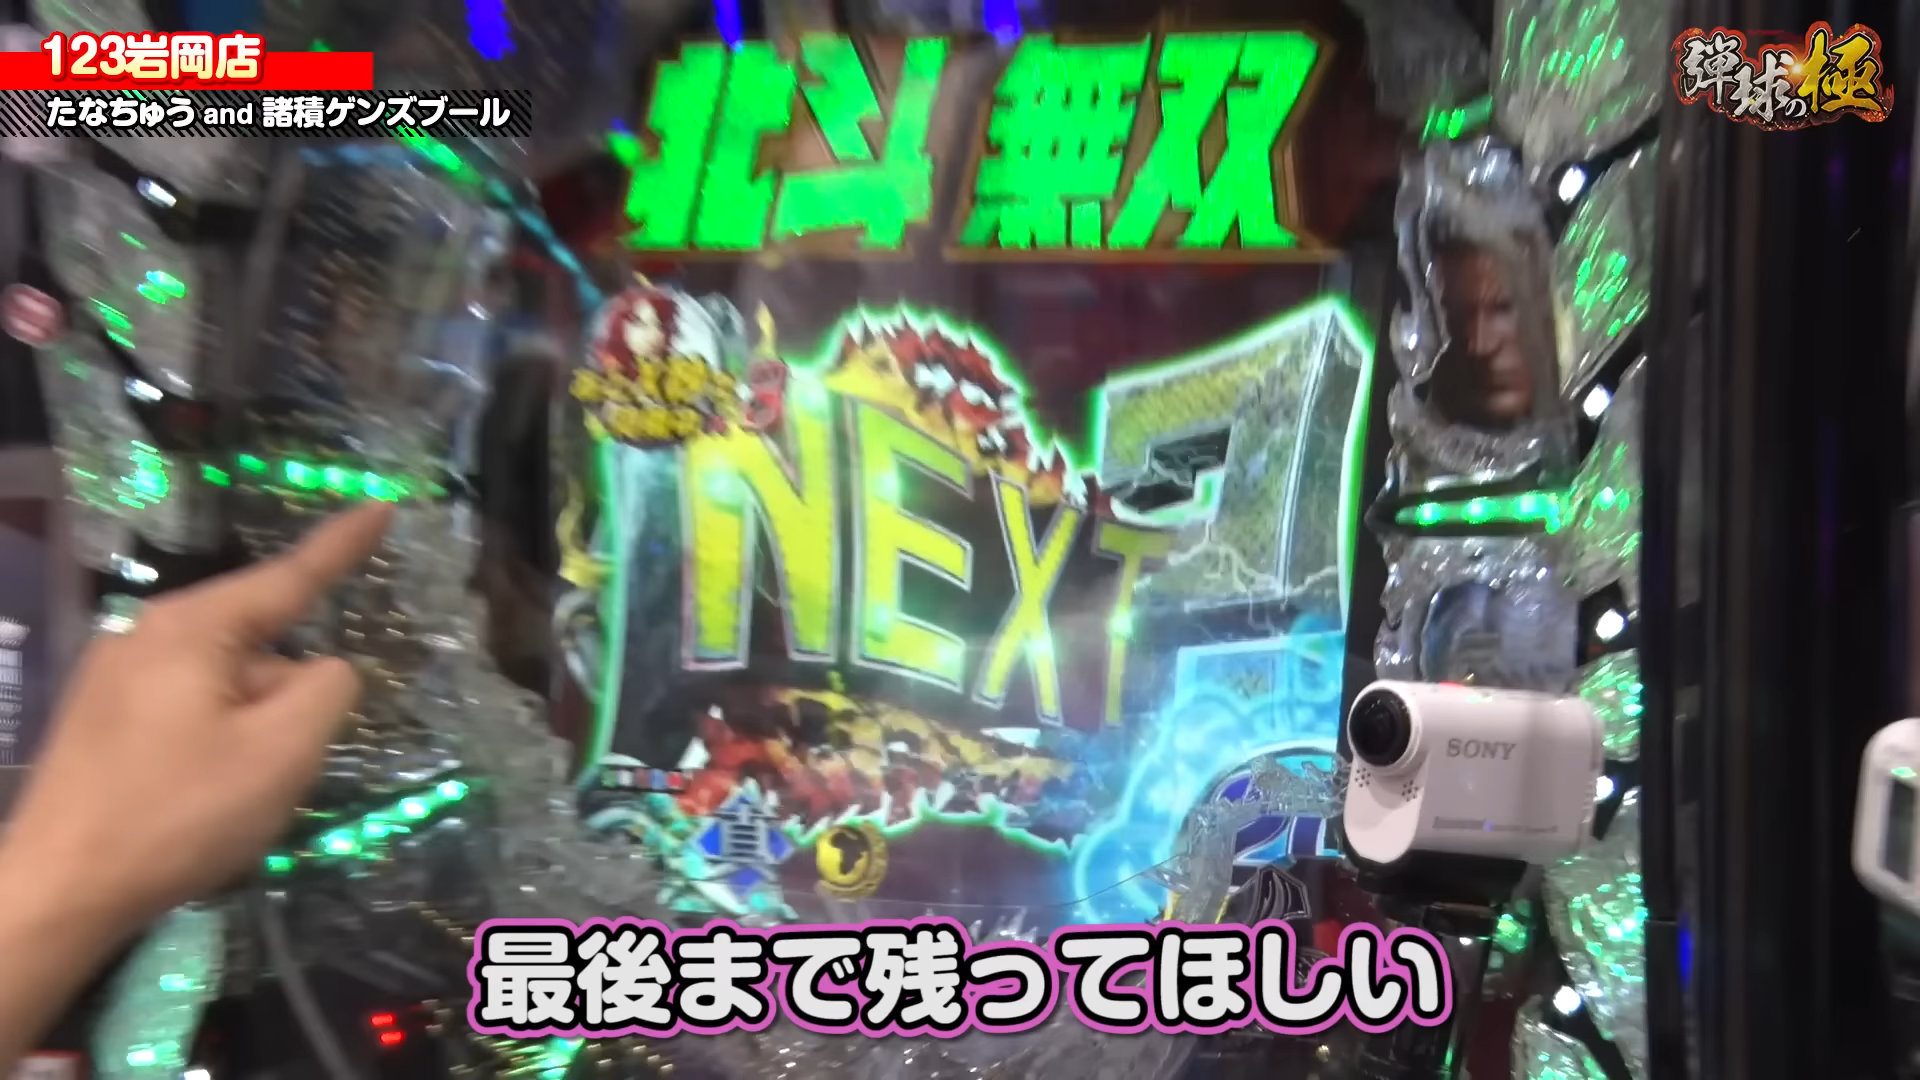 123岩岡店
たなちゅう and 諸積ゲンズブール
弾球の極
北斗無双
NEXT
SONY
最後まで残ってほしい